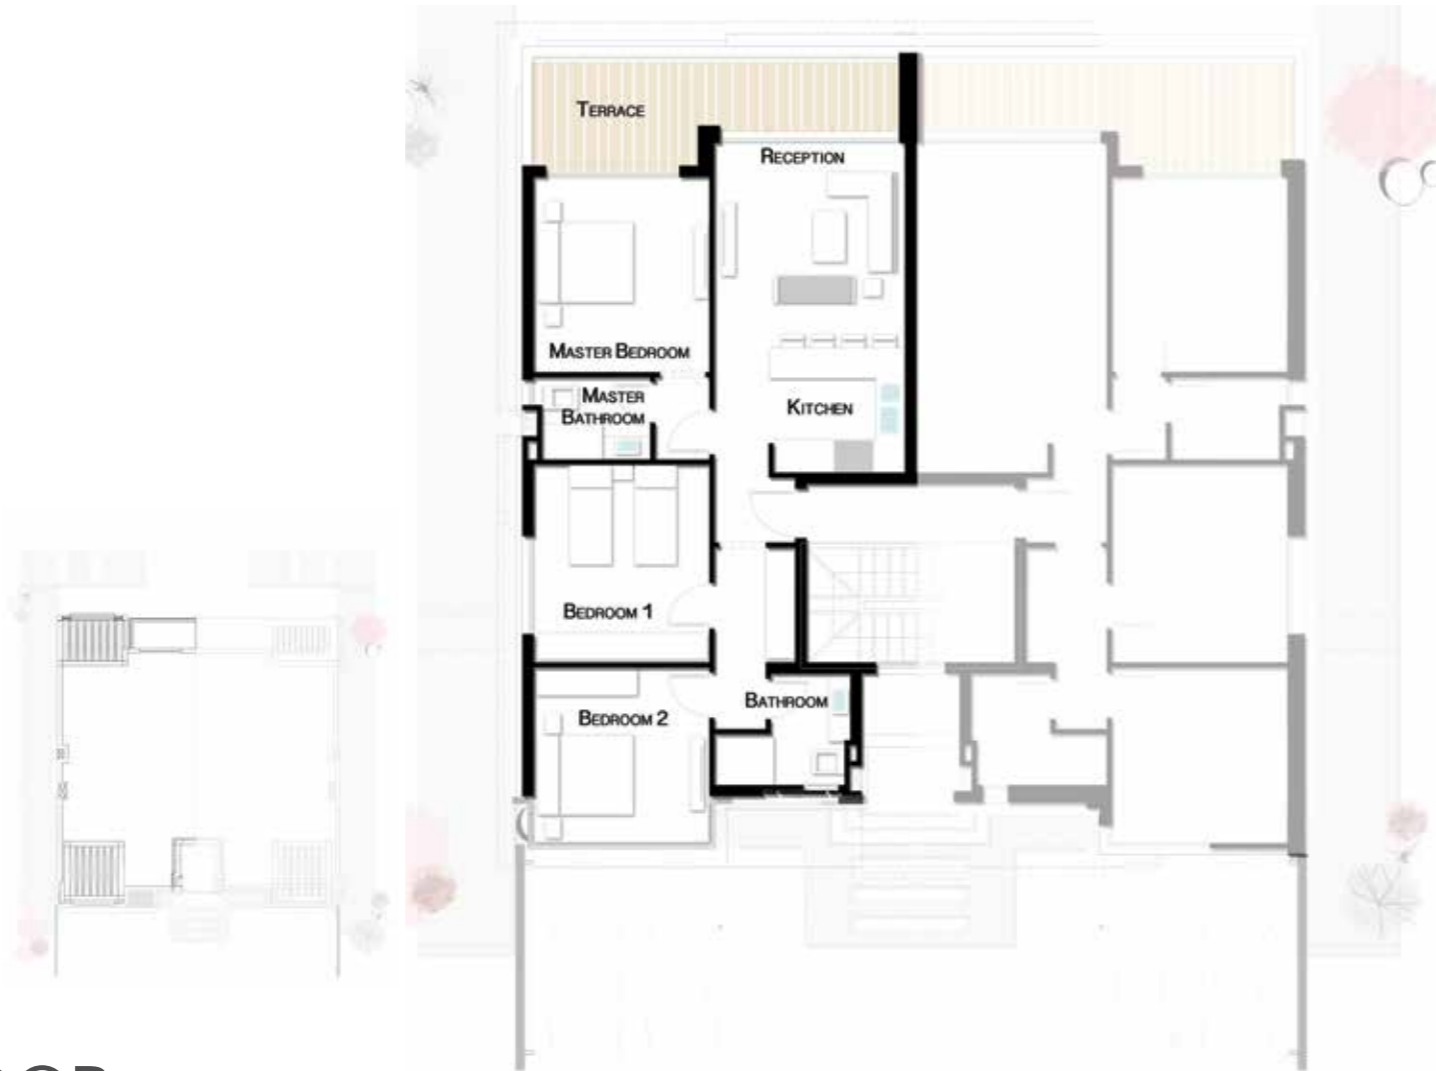 TERRACE
RECEPTION
MASTER BEDROOM
MASTER
BATHROOM
KITCHEN
BEDROOM 1
BATHROOM
BEDROOM 2